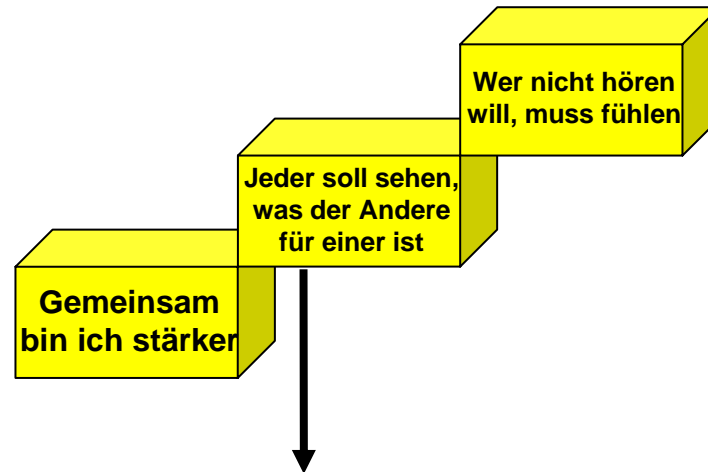 Wer nicht hören
will, muss fühlen
Jeder soll sehen,
was der Andere
für einer ist
Gemeinsam
bin ich stärker